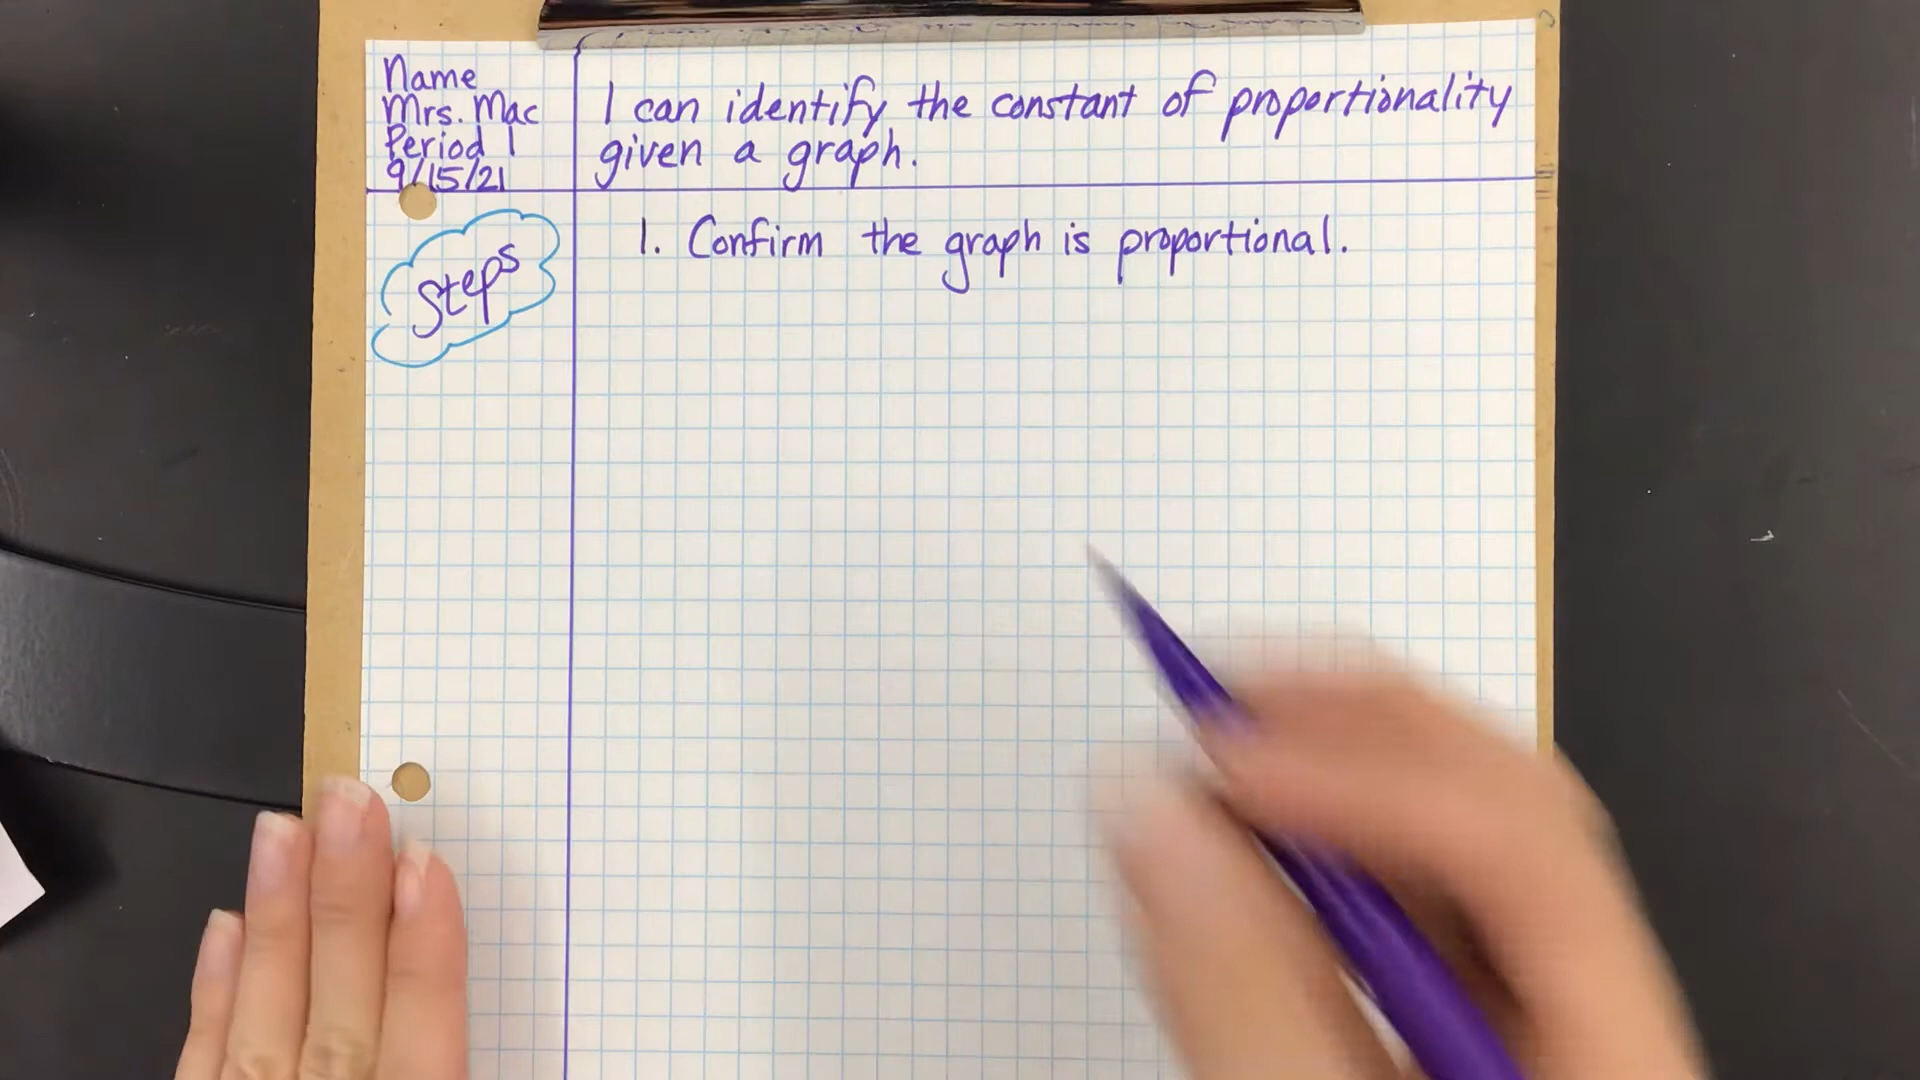 Name
Mrs. Mac
Period 1
9/15/21
I can identify the constant of proportionality
given a graph.
Steps
1. Confirm the graph is proportional.